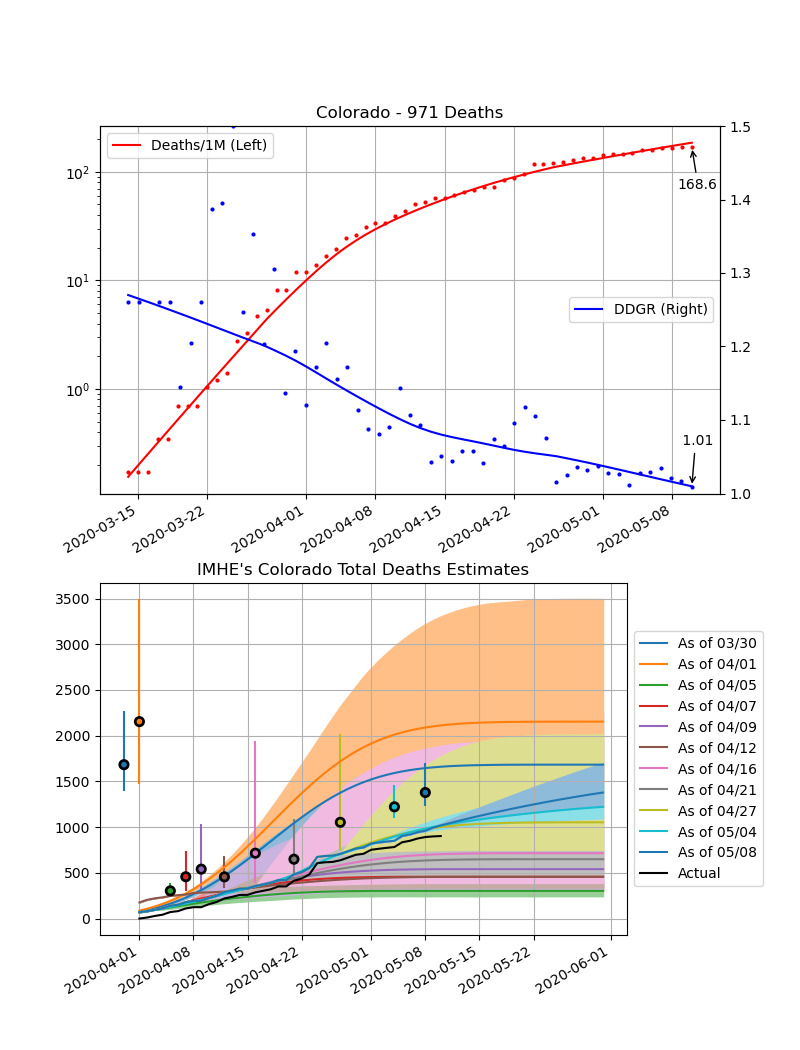 Colorado - 971 Deaths
Deaths/1M (Left)
DDGR (Right)
168.6
1.01
10²
10¹
10⁰
1.5
1.4
1.3
1.2
1.1
1.0
2020-03-15
2020-03-22
2020-04-01
2020-04-08
2020-04-15
2020-04-22
2020-05-01
2020-05-08
IMHE's Colorado Total Deaths Estimates
3500
3000
2500
2000
1500
1000
500
0
2020-04-01
2020-04-08
2020-04-15
2020-04-22
2020-05-01
2020-05-08
2020-05-15
2020-05-22
2020-06-01
As of 03/30
As of 04/01
As of 04/05
As of 04/07
As of 04/09
As of 04/12
As of 04/16
As of 04/21
As of 04/27
As of 05/04
As of 05/08
Actual